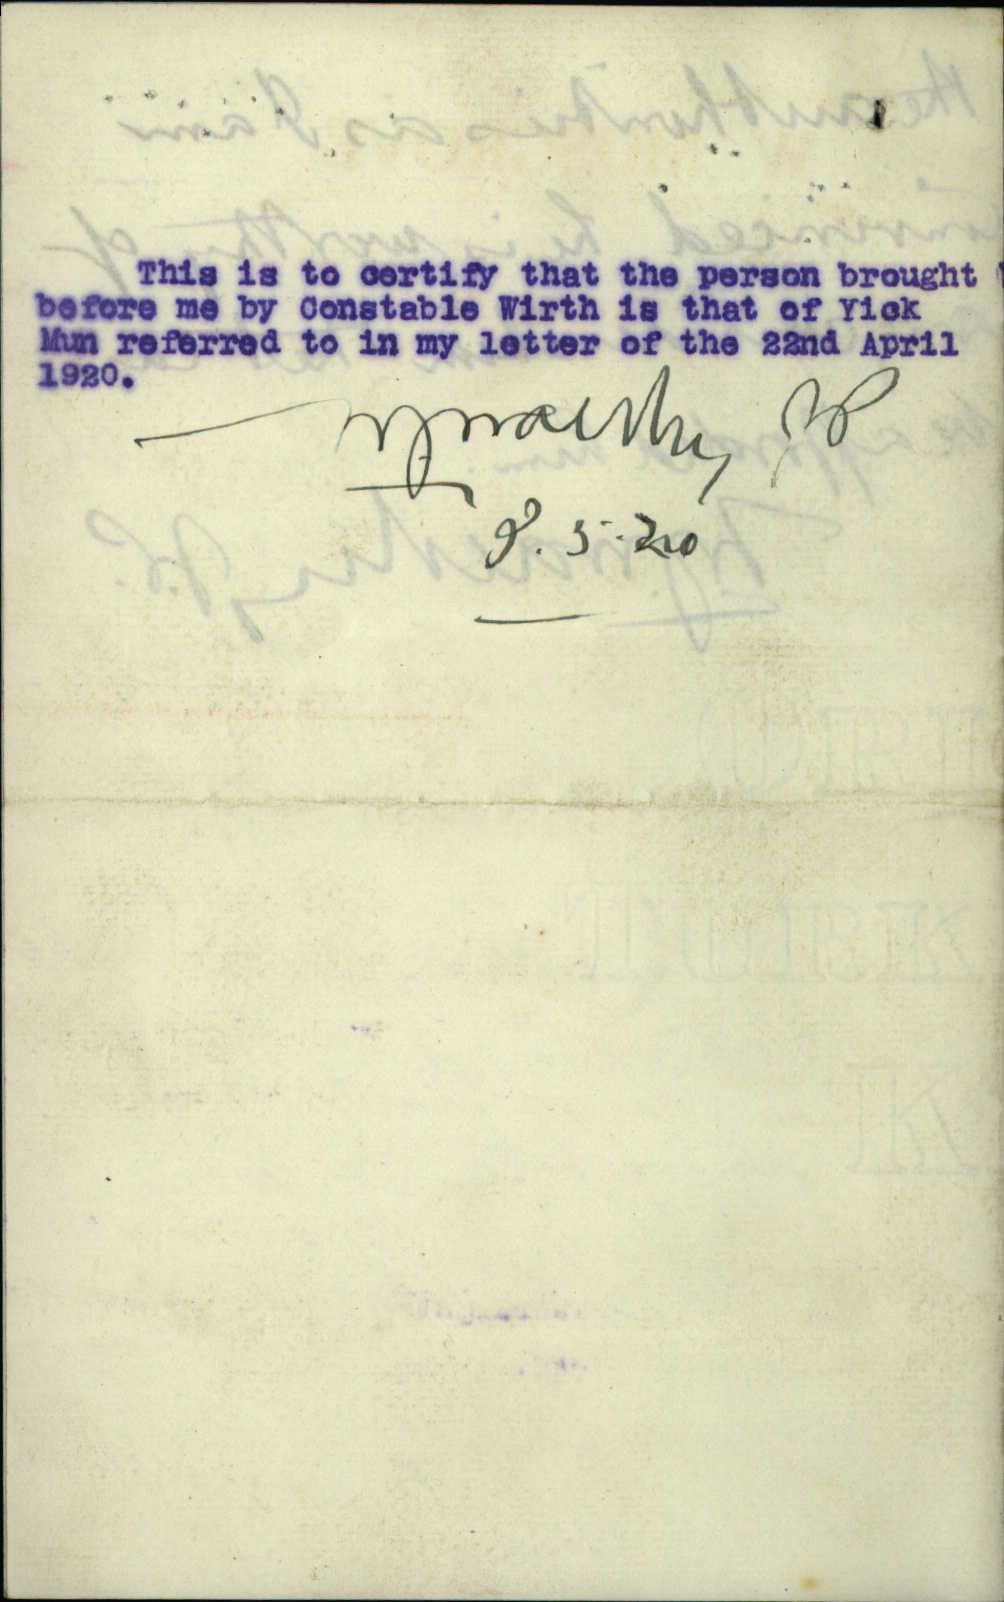 This is to certify that the person brought
before me by Constable Wirth is that of Yick
Mun referred to in my letter of the 22nd April
1920.
JP
8.5.20